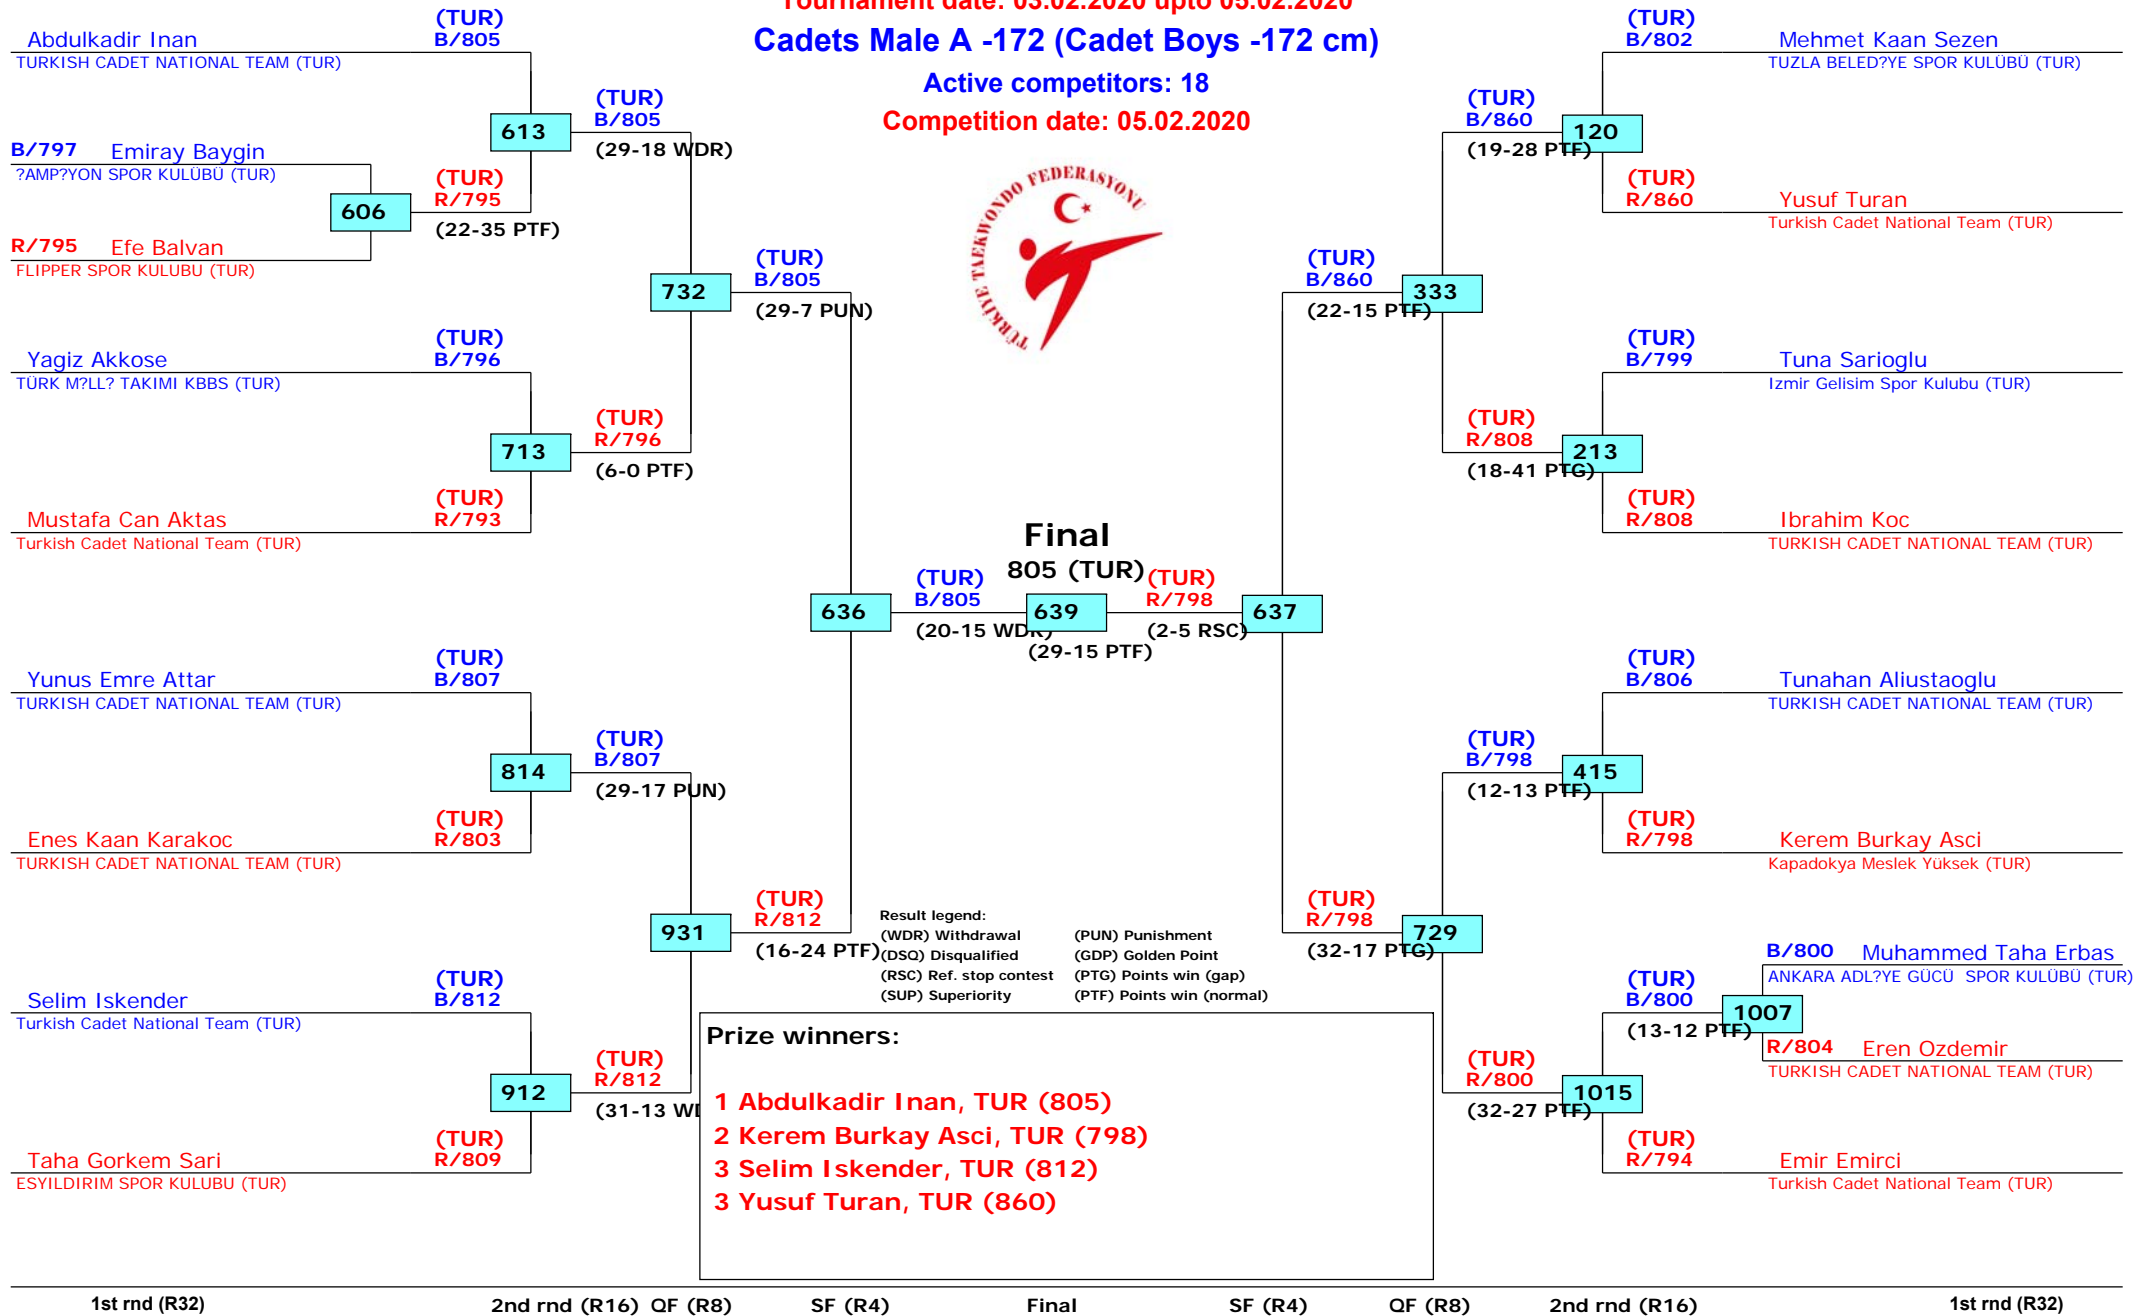 Tournament date: 03.02.2020 upto 05.02.2020
Cadets Male A -172 (Cadet Boys -172 cm)
Active competitors: 18
Competition date: 05.02.2020
TÜRKİYE TAEKWONDO FEDERASYONU
(TUR)
Abdulkadir Inan B/805
TURKISH CADET NATIONAL TEAM (TUR)
B/797 Emiray Baygin
?AMP?YON SPOR KULÜBÜ (TUR)
606
R/795 Efe Balvan
FLIPPER SPOR KULUBU (TUR)
(TUR)
R/795
(22-35 PTF)
613
(TUR)
B/805
(29-18 WDR)
(TUR)
Yagiz Akkose B/796
TÜRK M?LL? TAKIMI KBBS (TUR)
713
(TUR)
R/796
(6-0 PTF)
(TUR)
Mustafa Can Aktas R/793
Turkish Cadet National Team (TUR)
732
(TUR)
B/805
(29-7 PUN)
(TUR)
Yunus Emre Attar B/807
TURKISH CADET NATIONAL TEAM (TUR)
814
(TUR)
B/807
(29-17 PUN)
(TUR)
Enes Kaan Karakoc R/803
TURKISH CADET NATIONAL TEAM (TUR)
931
(TUR)
R/812
(16-24 PTF)
(TUR)
Selim Iskender B/812
Turkish Cadet National Team (TUR)
912
(TUR)
R/812
(31-13 WD
(TUR)
Taha Gorkem Sari R/809
ESYILDIRIM SPOR KULUBU (TUR)
636
(TUR)
B/805
(20-15 WDR)
Final
805 (TUR)
639
(29-15 PTF)
(TUR)
R/798
(2-5 RSC)
637
(TUR)
B/802 Mehmet Kaan Sezen
TUZLA BELED?YE SPOR KULÜBÜ (TUR)
(TUR)
B/860
120
(19-28 PTF)
(TUR)
R/860 Yusuf Turan
Turkish Cadet National Team (TUR)
(TUR)
B/860
333
(22-15 PTF)
(TUR)
B/799 Tuna Sarioglu
Izmir Gelisim Spor Kulubu (TUR)
(TUR)
R/808
213
(18-41 PTG)
(TUR)
R/808 Ibrahim Koc
TURKISH CADET NATIONAL TEAM (TUR)
(TUR)
B/806 Tunahan Aliustaoglu
TURKISH CADET NATIONAL TEAM (TUR)
(TUR)
B/798
415
(12-13 PTF)
(TUR)
R/798 Kerem Burkay Asci
Kapadokya Meslek Yüksek (TUR)
(TUR)
R/798
729
(32-17 PTG)
B/800 Muhammed Taha Erbas
ANKARA ADL?YE GÜCÜ SPOR KULÜBÜ (TUR)
(TUR)
B/800
1007
(13-12 PTF)
R/804 Eren Ozdemir
TURKISH CADET NATIONAL TEAM (TUR)
(TUR)
R/800
1015
(32-27 PTF)
(TUR)
R/794 Emir Emirci
Turkish Cadet National Team (TUR)
Result legend:
(WDR) Withdrawal (PUN) Punishment
(DSQ) Disqualified (GDP) Golden Point
(RSC) Ref. stop contest (PTG) Points win (gap)
(SUP) Superiority (PTF) Points win (normal)
Prize winners:
1 Abdulkadir Inan, TUR (805)
2 Kerem Burkay Asci, TUR (798)
3 Selim Iskender, TUR (812)
3 Yusuf Turan, TUR (860)
1st rnd (R32) 2nd rnd (R16) QF (R8) SF (R4) Final SF (R4) QF (R8) 2nd rnd (R16) 1st rnd (R32)